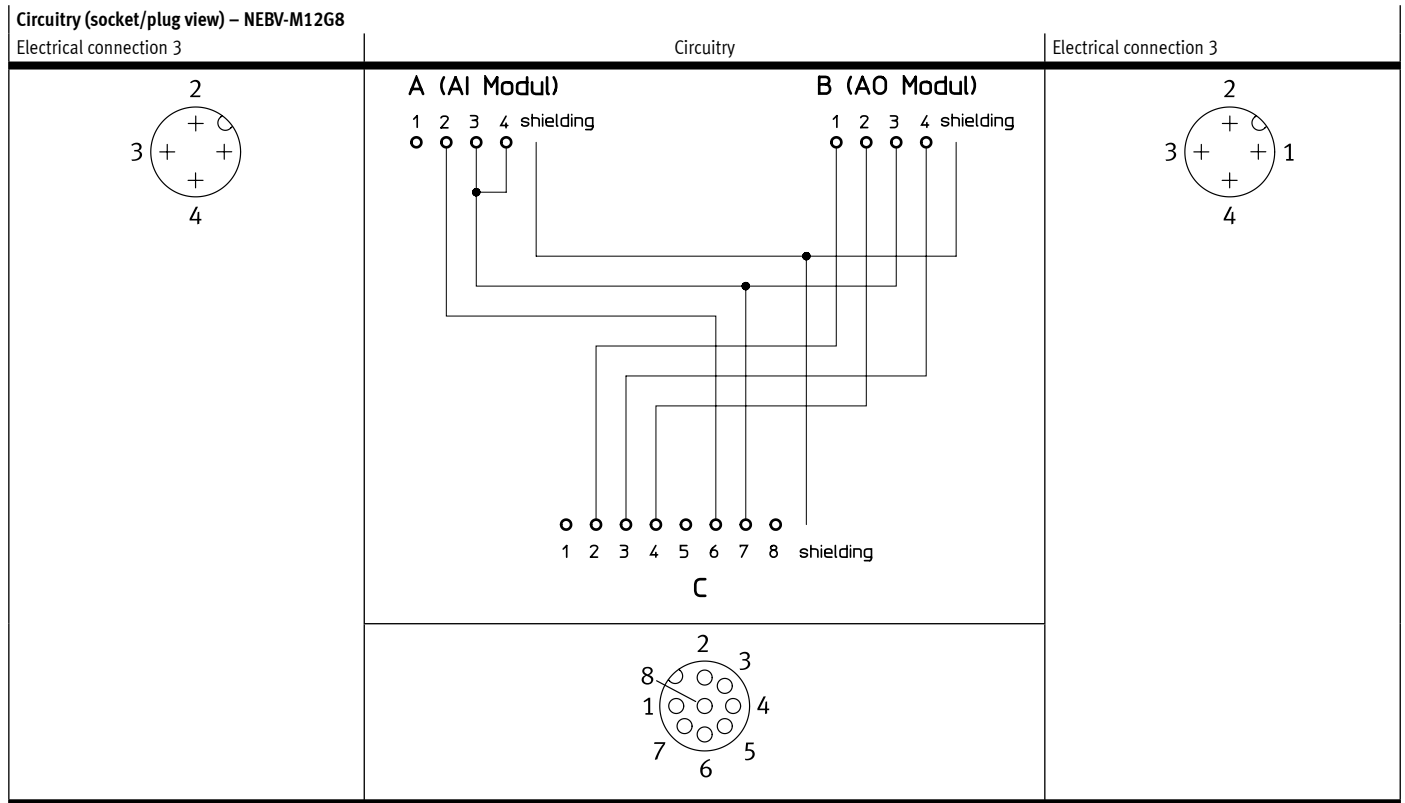 Circuitry (socket/plug view) – NEBV-M12G8
Electrical connection 3
Circuitry
Electrical connection 3
2
3
4
A (AI Modul)
1 2 3 4 shielding
B (AO Modul)
1 2 3 4 shielding
1 2 3 4 5 6 7 8 shielding
C
2
3
8
1
4
7
5
6
2
3
1
4